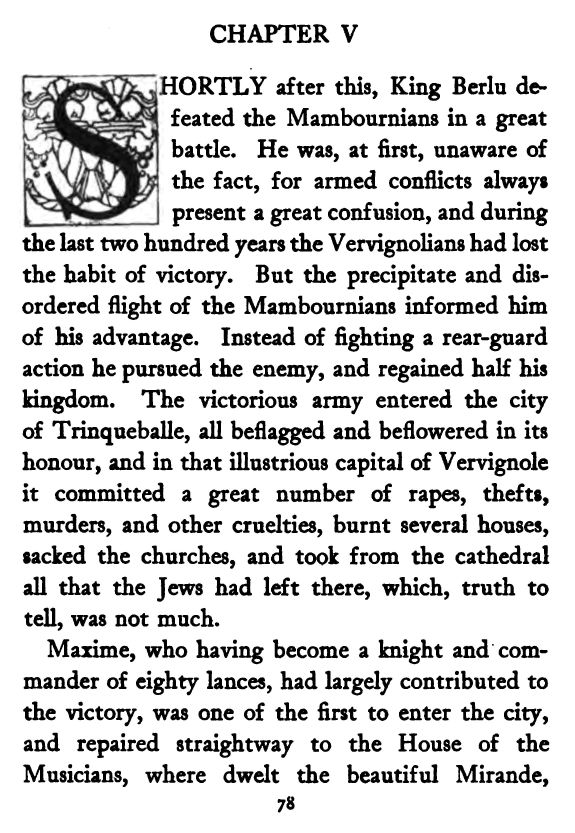 CHAPTER V
SHORTLY after this, King Berlu de-
feated the Mambournians in a great
battle. He was, at first, unaware of
the fact, for armed conflicts always
present a great confusion, and during
the last two hundred years the Vervignolians had lost
the habit of victory. But the precipitate and dis-
ordered flight of the Mambournians informed him
of his advantage. Instead of fighting a rear-guard
action he pursued the enemy, and regained half his
kingdom. The victorious army entered the city
of Trinqueballe, all beflagged and beflowered in its
honour, and in that illustrious capital of Vervignole
it committed a great number of rapes, thefts,
murders, and other cruelties, burnt several houses,
sacked the churches, and took from the cathedral
all that the Jews had left there, which, truth to
tell, was not much.
Maxime, who having become a knight and com-
mander of eighty lances, had largely contributed to
the victory, was one of the first to enter the city,
and repaired straightway to the House of the
Musicians, where dwelt the beautiful Mirande,
78